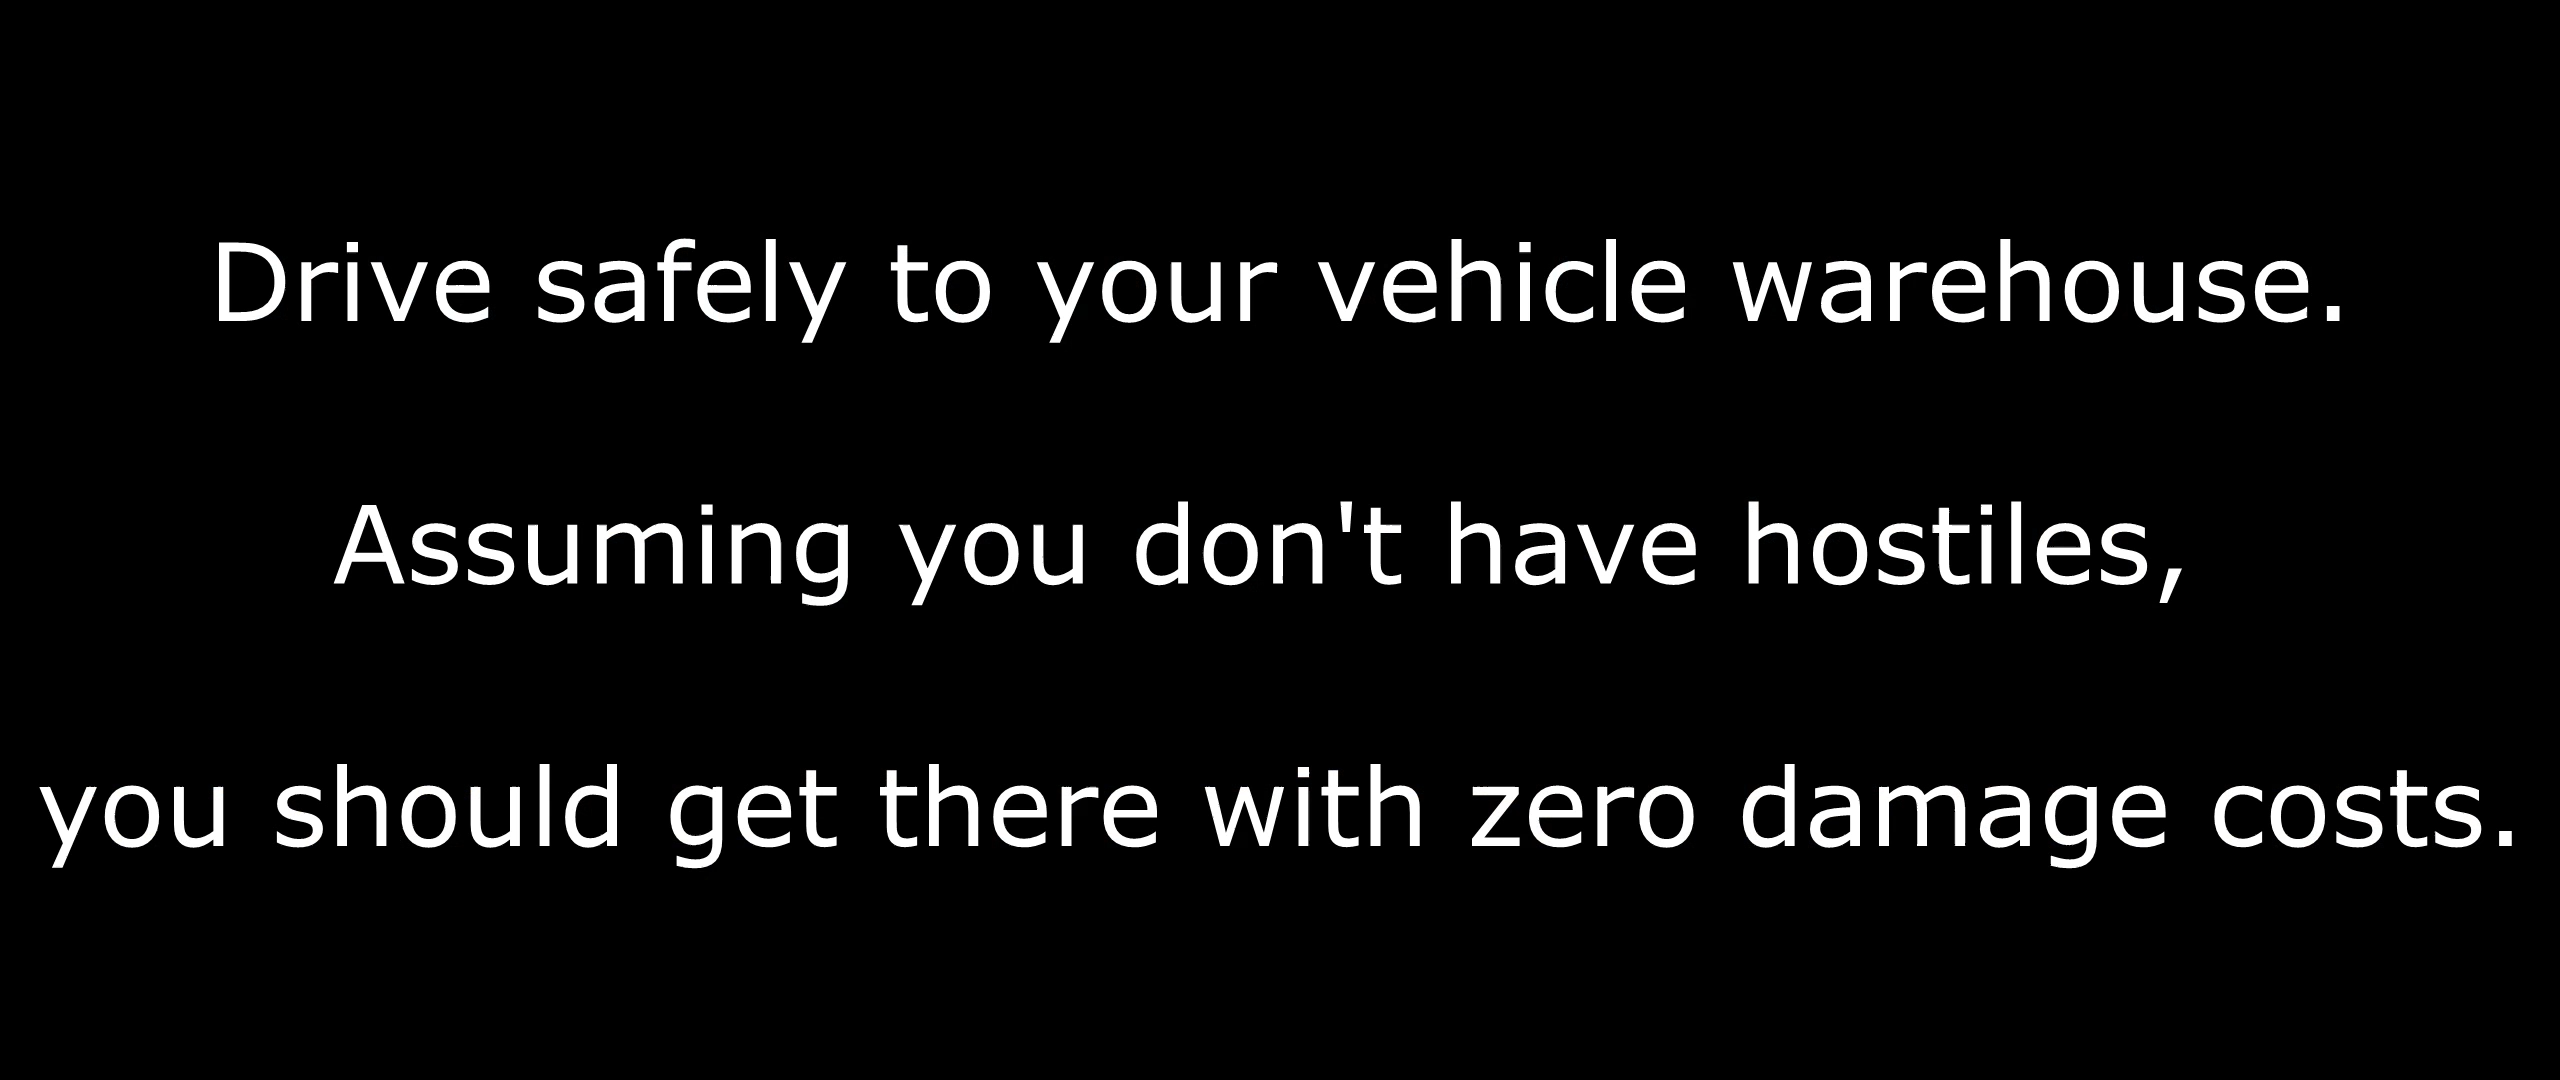 Drive safely to your vehicle warehouse.
Assuming you don't have hostiles,
you should get there with zero damage costs.